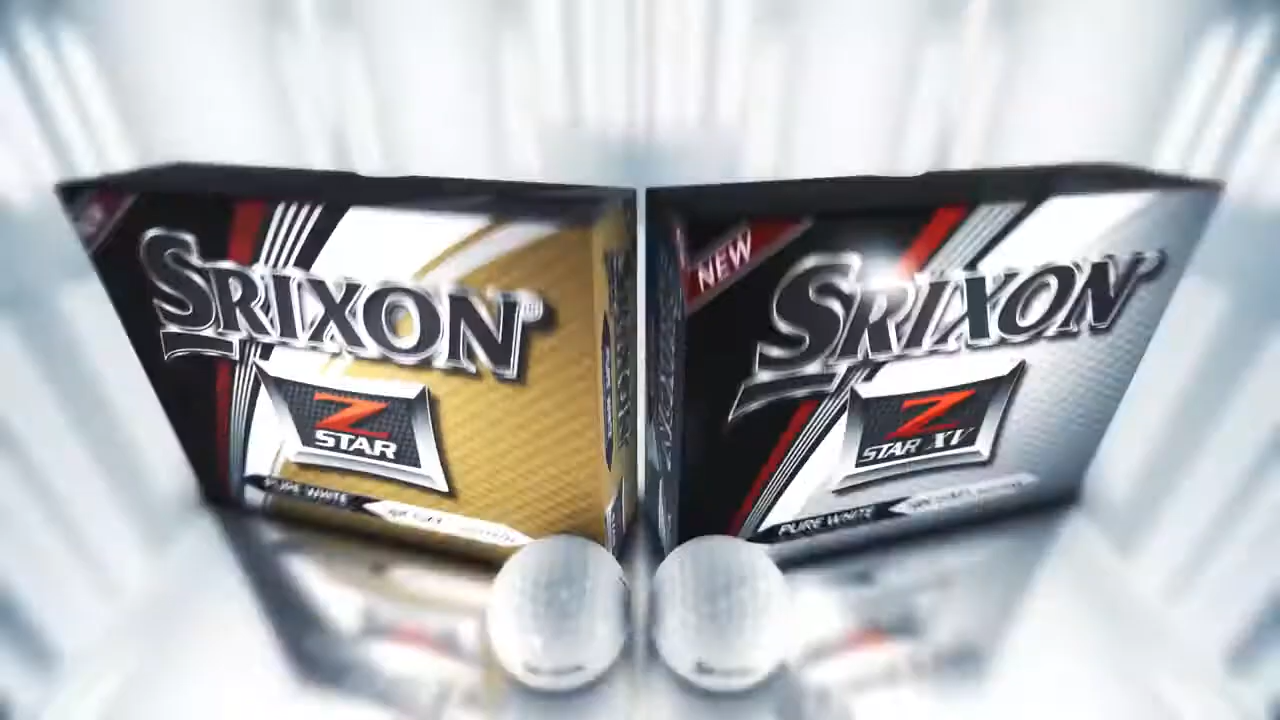 SRIXON
Z
STAR
PURE WHITE
NEW
SRIXON
Z
STAR XV
PURE WHITE